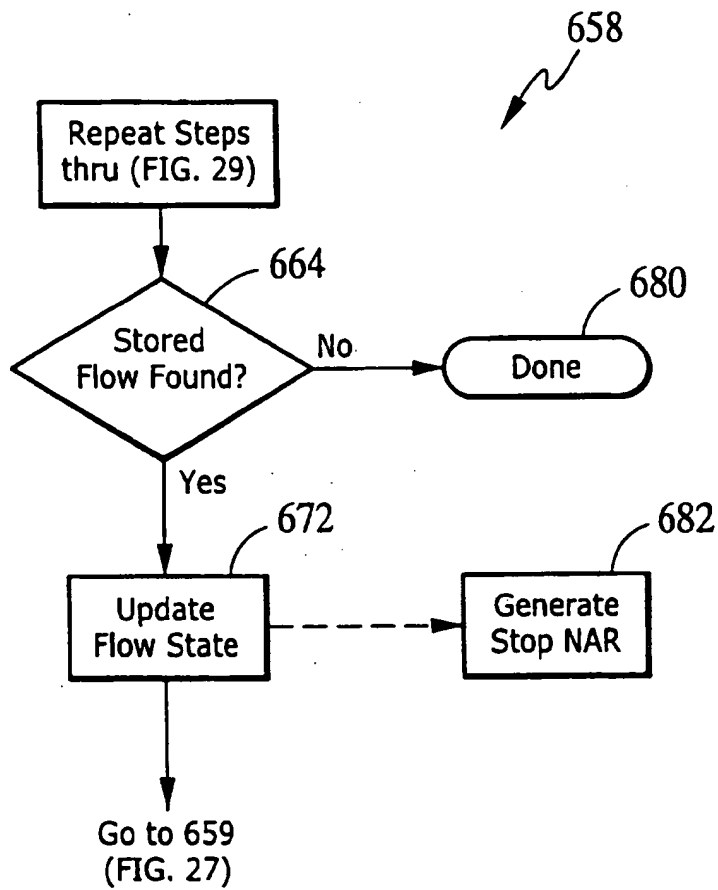 658
Repeat Steps
thru (FIG. 29)
664
Stored
Flow Found?
No
680
Done
Yes
672
Update
Flow State
682
Generate
Stop NAR
Go to 659
(FIG. 27)